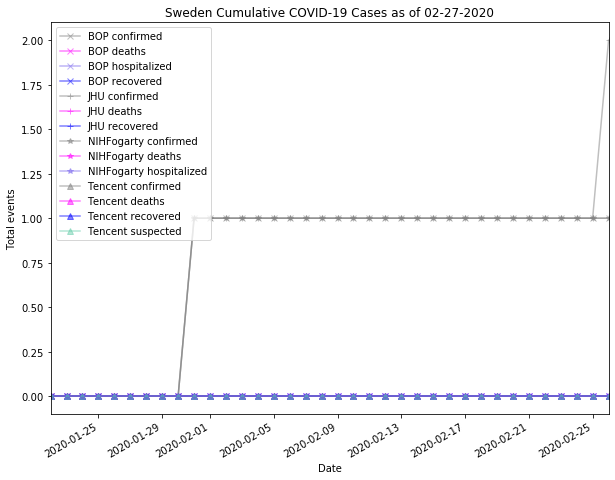 Sweden Cumulative COVID-19 Cases as of 02-27-2020
2.00
1.75
1.50
1.25
1.00
0.75
0.50
0.25
0.00
Total events
BOP confirmed
BOP deaths
BOP hospitalized
BOP recovered
JHU confirmed
JHU deaths
JHU recovered
NIHFogarty confirmed
NIHFogarty deaths
NIHFogarty hospitalized
Tencent confirmed
Tencent deaths
Tencent recovered
Tencent suspected
2020-01-25
2020-01-29
2020-02-01
2020-02-05
2020-02-09
2020-02-13
2020-02-17
2020-02-21
2020-02-25
Date